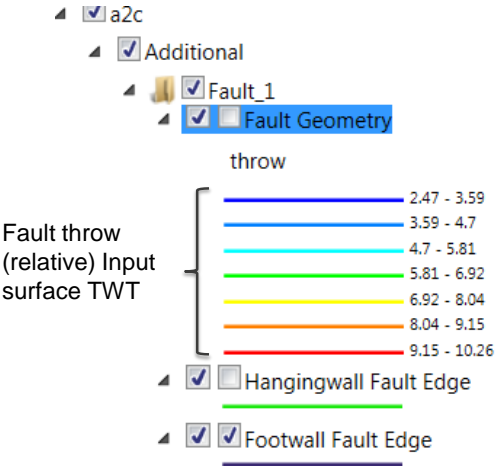 a2c
Additional
Fault_1
Fault Geometry
throw
2.47 - 3.59
3.59 - 4.7
4.7 - 5.81
5.81 - 6.92
6.92 - 8.04
8.04 - 9.15
9.15 - 10.26
Fault throw
(relative) Input
surface TWT
Hangingwall Fault Edge
Footwall Fault Edge